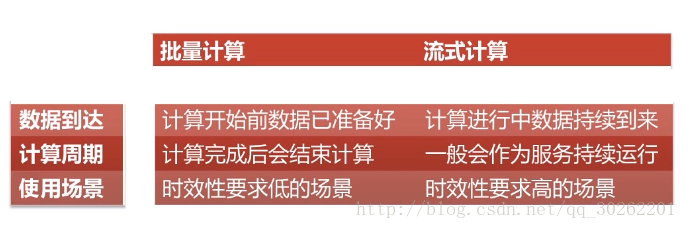 批量计算 流式计算
数据到达 计算开始前数据已准备好 计算进行中数据持续到来
计算周期 计算完成后会结束计算 一般会作为服务持续运行
使用场景 时效性要求低的场景 时效性要求高的场景
http://blog.csdn.net/qq_30262201